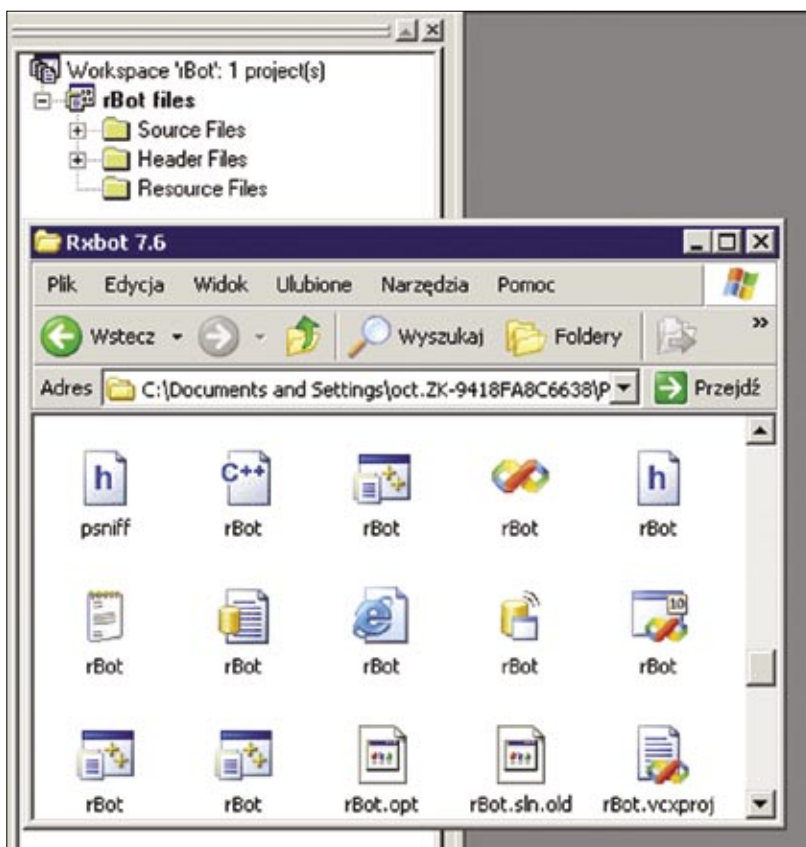 Workspace 'rBot': 1 project(s)
rBot files
Source Files
Header Files
Resource Files
Rxbot 7.6
Plik Edycja Widok Ulubione Narzędzia Pomoc
Wstecz Wyszukaj Foldery »
Adres C:\Documents and Settings\oct.ZK-9418FA8C6638\P Przejdź
h C++ h
psniff rBot rBot rBot rBot
10
rBot rBot rBot rBot rBot
rBot rBot rBot.opt rBot.sln.old rBot.vcxproj